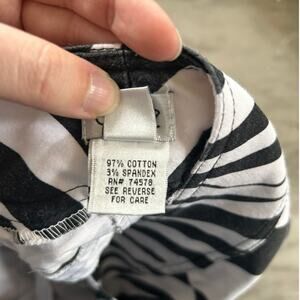 97% COTTON
3% SPANDEX
RN# 74578
SEE REVERSE
FOR CARE